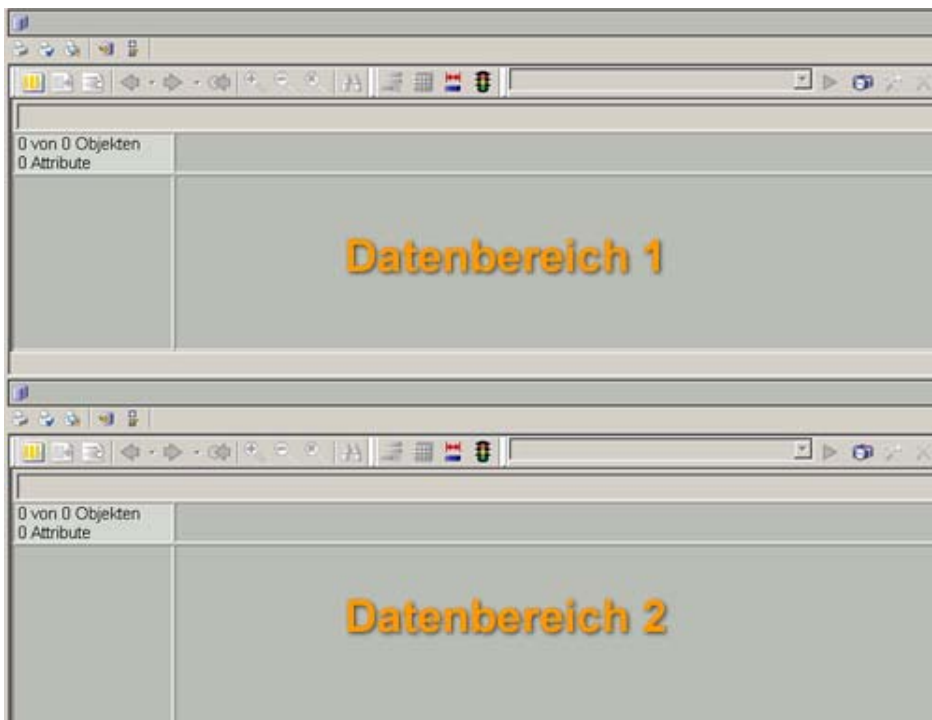 0 von 0 Objekten
0 Attribute
Datenbereich 1
0 von 0 Objekten
0 Attribute
Datenbereich 2